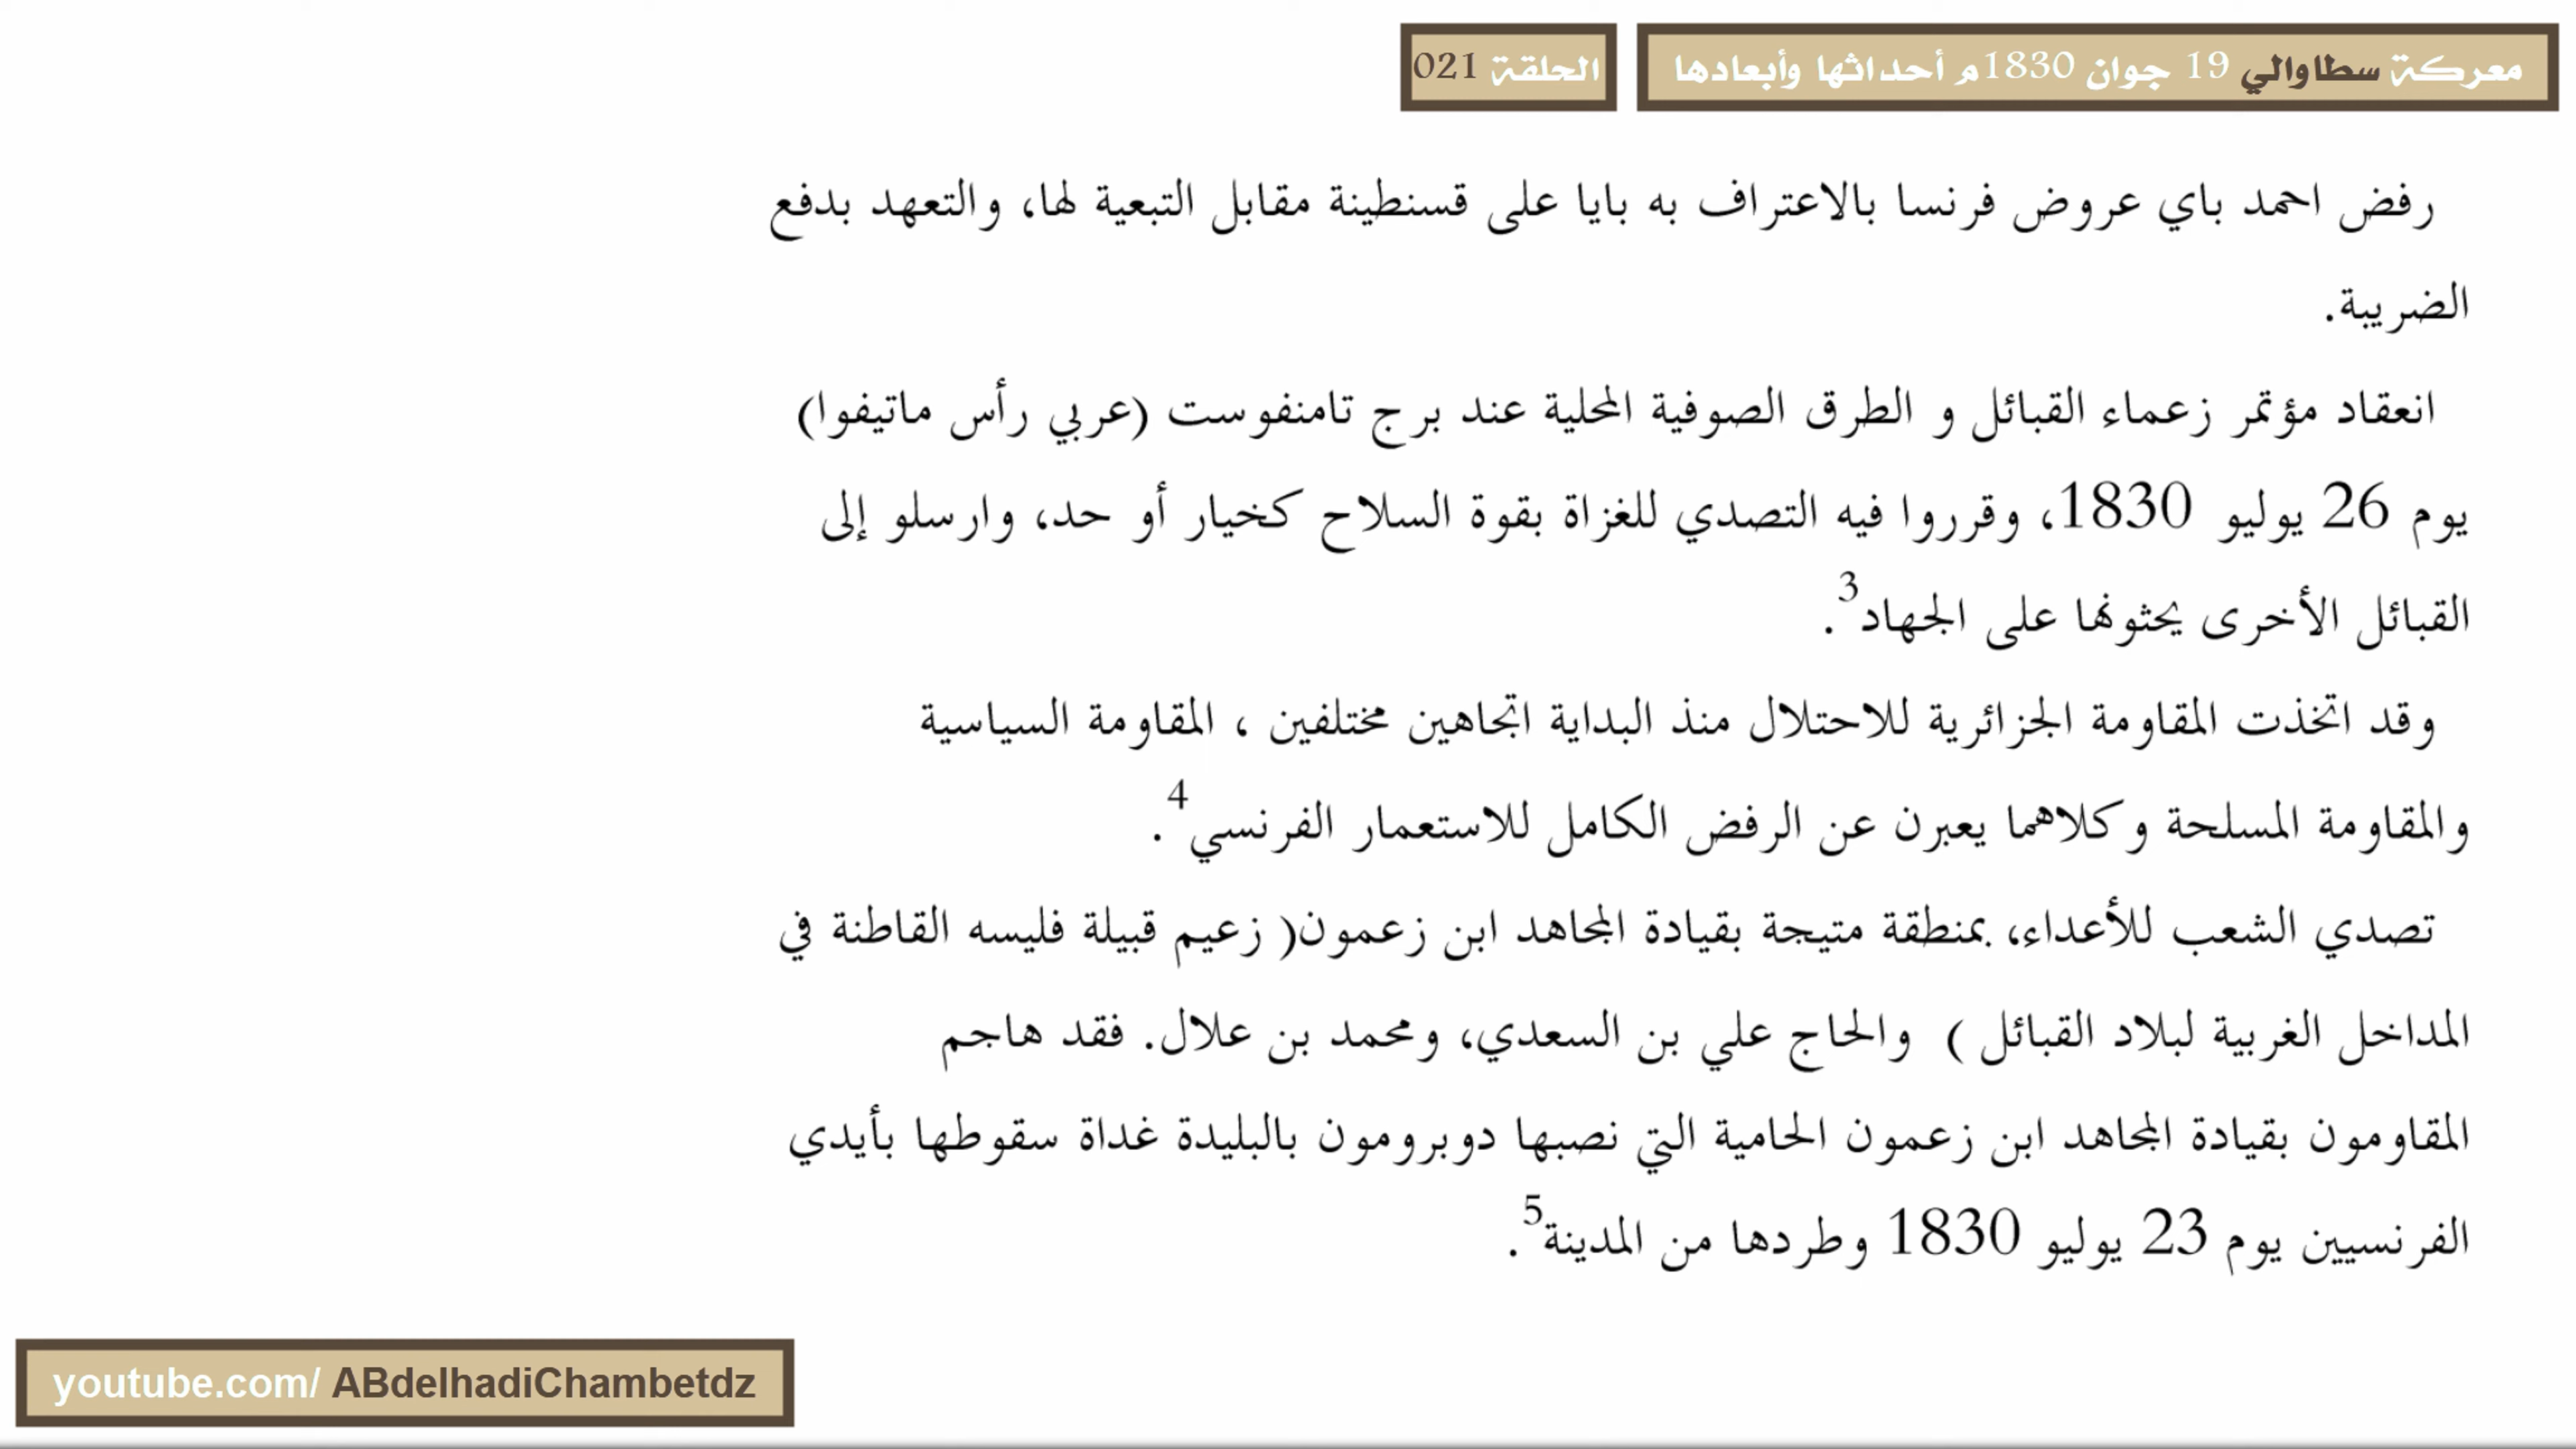 معركة سطاوالي 19 جوان 1830م أحداثها وأبعادها
الحلقة 021
رفض احمد باي عروض فرنسا بالاعتراف به بايا على قسنطينة مقابل التبعية لها، والتعهد بدفع
الضريبة.
انعقاد مؤتمر زعماء القبائل و الطرق الصوفية المحلية عند برج تامنفوست (عربي رأس ماتيفوا)
يوم 26 يوليو 1830، وقرروا فيه التصدي للغزاة بقوة السلاح كخيار أو حد، وارسلو إلى
القبائل الأخرى يحثونها على الجهاد3.
وقد اتخذت المقاومة الجزائرية للاحتلال منذ البداية اتجاهين مختلفين ، المقاومة السياسية
والمقاومة المسلحة وكلاهما يعبرن عن الرفض الكامل للاستعمار الفرنسي4.
تصدي الشعب للأعداء، بمنطقة متيجة بقيادة المجاهد ابن زعمون( زعيم قبيلة فليسه القاطنة في
المداخل الغربية لبلاد القبائل ) والحاج علي بن السعدي، ومحمد بن علال. فقد هاجم
المقاومون بقيادة المجاهد ابن زعمون الحامية التي نصبها دوبرومون بالبليدة غداة سقوطها بأيدي
الفرنسيين يوم 23 يوليو 1830 وطردها من المدينة5.
youtube.com/ ABdelhadiChambetdz